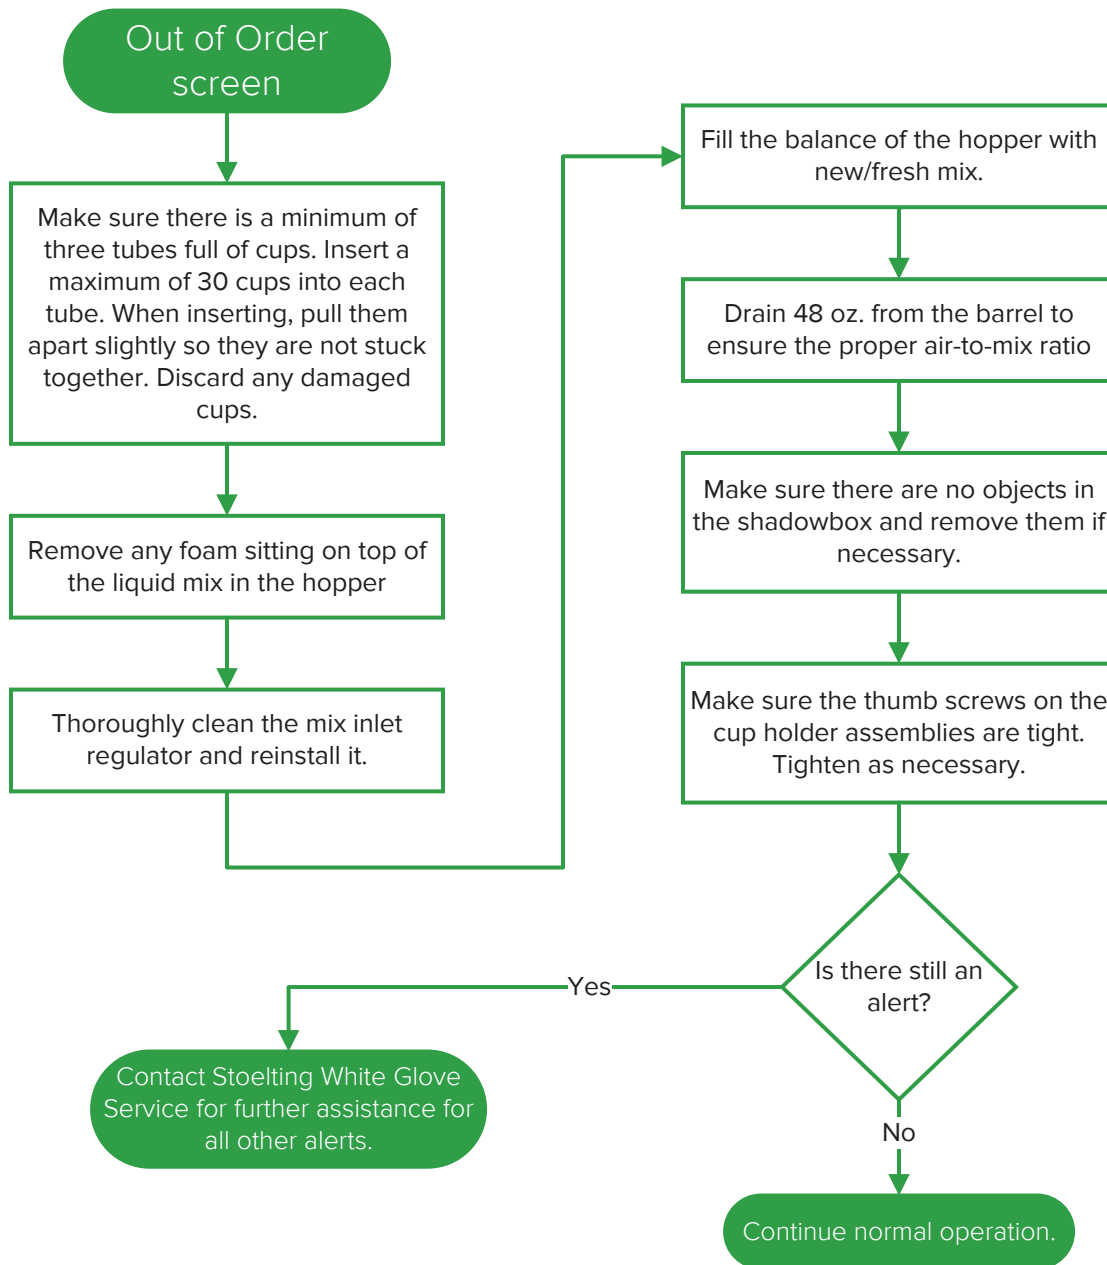 Out of Order
screen
Make sure there is a minimum of
three tubes full of cups. Insert a
maximum of 30 cups into each
tube. When inserting, pull them
apart slightly so they are not stuck
together. Discard any damaged
cups.
Remove any foam sitting on top of
the liquid mix in the hopper
Thoroughly clean the mix inlet
regulator and reinstall it.
Fill the balance of the hopper with
new/fresh mix.
Drain 48 oz. from the barrel to
ensure the proper air-to-mix ratio
Make sure there are no objects in
the shadowbox and remove them if
necessary.
Make sure the thumb screws on the
cup holder assemblies are tight.
Tighten as necessary.
Is there still an
alert?
Yes
Contact Stoelting White Glove
Service for further assistance for
all other alerts.
No
Continue normal operation.